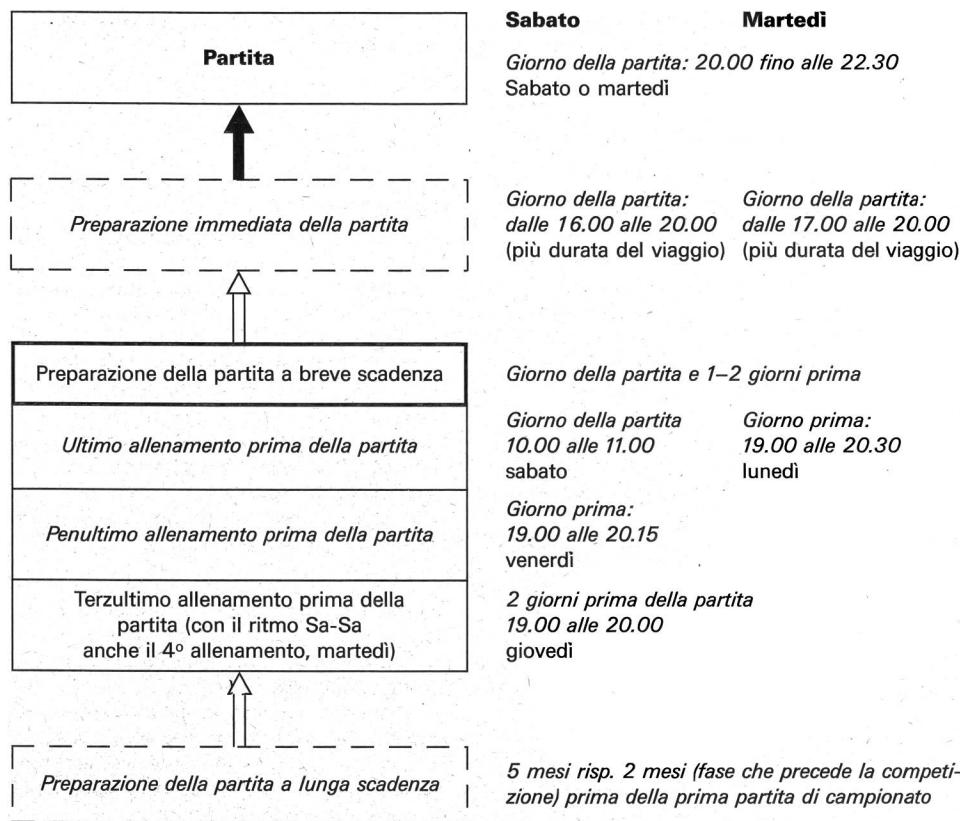 Sabato Martedì
Partita
Giorno della partita: 20.00 fino alle 22.30
Sabato o martedì
Preparazione immediata della partita
Giorno della partita: Giorno della partita:
dalle 16.00 alle 20.00 dalle 17.00 alle 20.00
(più durata del viaggio) (più durata del viaggio)
Preparazione della partita a breve scadenza
Giorno della partita e 1–2 giorni prima
Ultimo allenamento prima della partita
Giorno della partita Giorno prima:
10.00 alle 11.00 19.00 alle 20.30
sabato lunedì
Penultimo allenamento prima della partita
Giorno prima:
19.00 alle 20.15
venerdì
Terzultimo allenamento prima della
partita (con il ritmo Sa-Sa
anche il 4º allenamento, martedì)
2 giorni prima della partita
19.00 alle 20.00
giovedì
Preparazione della partita a lunga scadenza
5 mesi risp. 2 mesi (fase che precede la competi-
zione) prima della prima partita di campionato